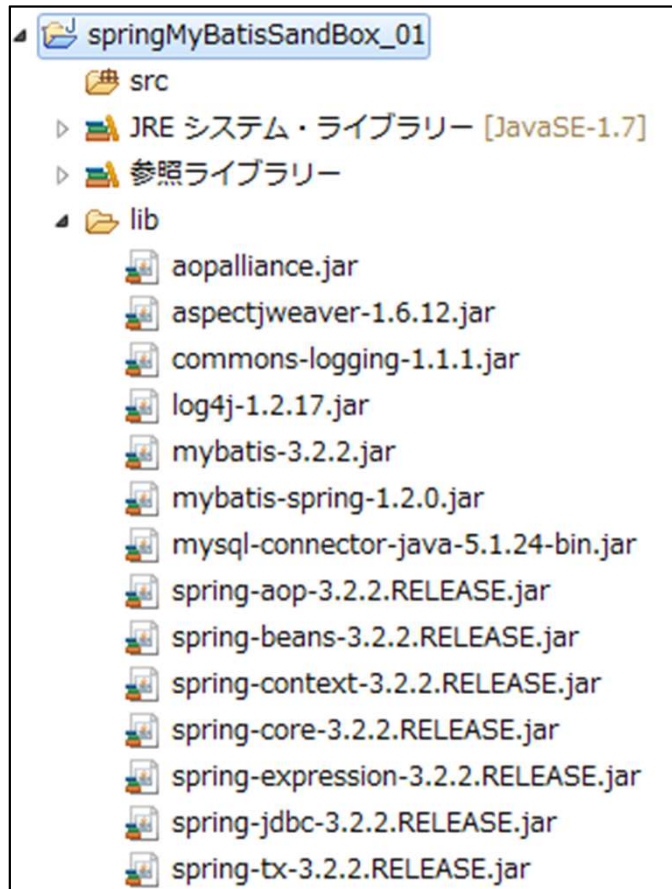 springMyBatisSandBox_01
src
JRE システム・ライブラリー [JavaSE-1.7]
参照ライブラリー
lib
aopalliance.jar
aspectjweaver-1.6.12.jar
commons-logging-1.1.1.jar
log4j-1.2.17.jar
mybatis-3.2.2.jar
mybatis-spring-1.2.0.jar
mysql-connector-java-5.1.24-bin.jar
spring-aop-3.2.2.RELEASE.jar
spring-beans-3.2.2.RELEASE.jar
spring-context-3.2.2.RELEASE.jar
spring-core-3.2.2.RELEASE.jar
spring-expression-3.2.2.RELEASE.jar
spring-jdbc-3.2.2.RELEASE.jar
spring-tx-3.2.2.RELEASE.jar